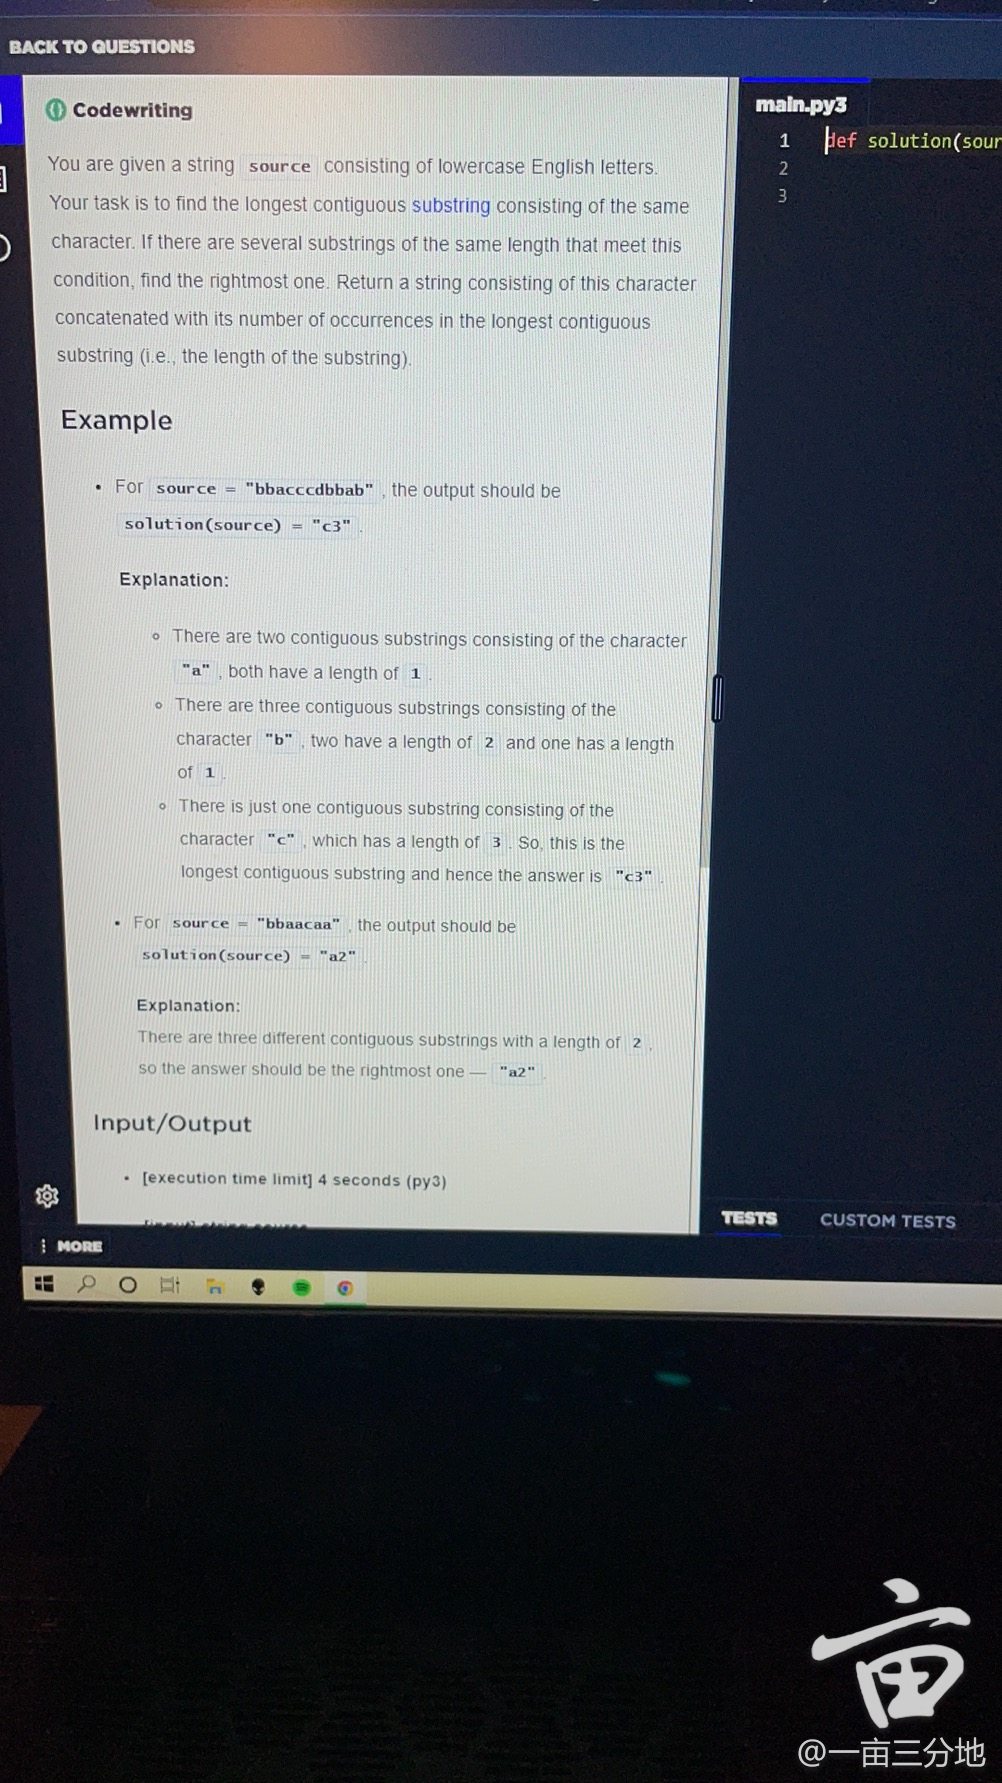 BACK TO QUESTIONS
Codewriting
You are given a string source consisting of lowercase English letters.
Your task is to find the longest contiguous substring consisting of the same
character. If there are several substrings of the same length that meet this
condition, find the rightmost one. Return a string consisting of this character
concatenated with its number of occurrences in the longest contiguous
substring (i.e., the length of the substring).
Example
• For source = "bbacccdbbab" , the output should be
solution(source) = "c3" .
Explanation:
◦ There are two contiguous substrings consisting of the character
"a" , both have a length of 1 .
◦ There are three contiguous substrings consisting of the
character "b" , two have a length of 2 and one has a length
of 1 .
◦ There is just one contiguous substring consisting of the
character "c" , which has a length of 3 . So, this is the
longest contiguous substring and hence the answer is "c3" .
• For source = "bbaacaa" , the output should be
solution(source) = "a2" .
Explanation:
There are three different contiguous substrings with a length of 2 ,
so the answer should be the rightmost one — "a2" .
Input/Output
• [execution time limit] 4 seconds (py3)
MORE
main.py3
1 def solution(sour
2
3
TESTS CUSTOM TESTS
亩
@一亩三分地